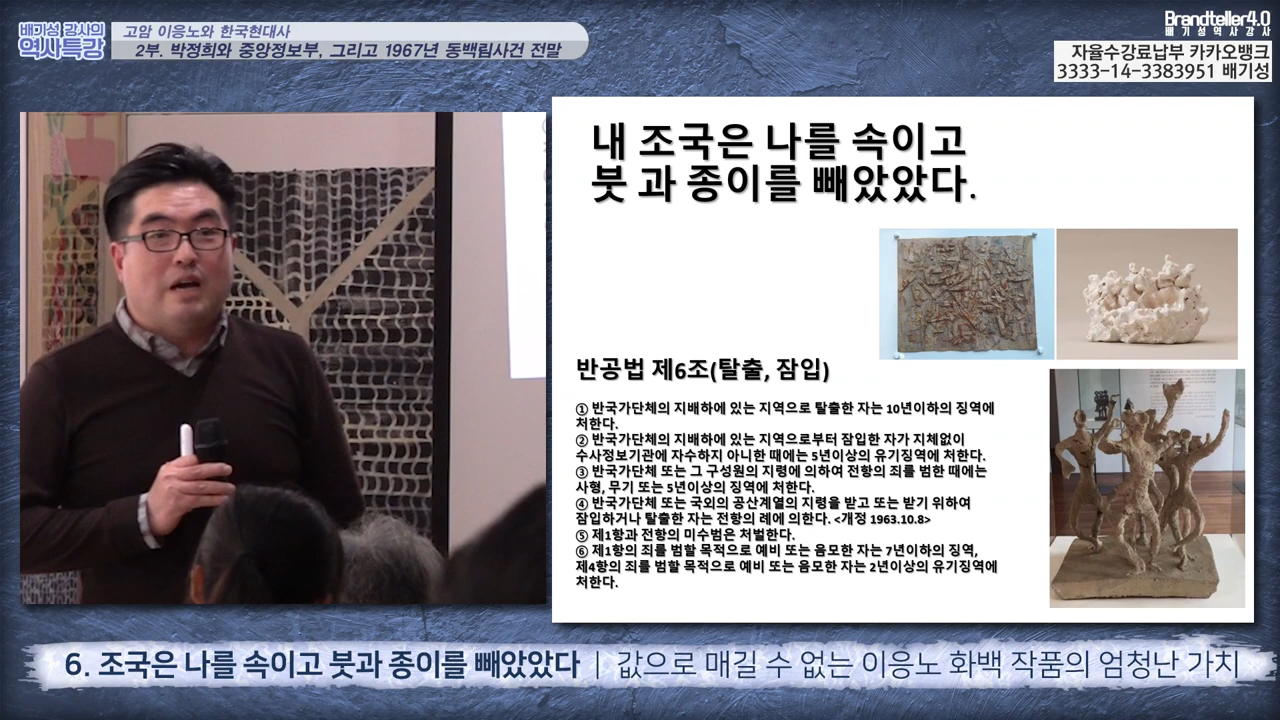 배기성 강사의
역사특강
고암 이응노와 한국현대사
2부. 박정희와 중앙정보부, 그리고 1967년 동백림사건 전말
Brandteller4.0
배기성역사강사
자율수강료납부 카카오뱅크
3333-14-3383951 배기성
내 조국은 나를 속이고
붓 과 종이를 빼았았다.
반공법 제6조(탈출, 잠입)
① 반국가단체의 지배하에 있는 지역으로 탈출한 자는 10년이하의 징역에
처한다.
② 반국가단체의 지배하에 있는 지역으로부터 잠입한 자가 지체없이
수사정보기관에 자수하지 아니한 때에는 5년이상의 유기징역에 처한다.
③ 반국가단체 또는 그 구성원의 지령에 의하여 전항의 죄를 범한 때에는
사형, 무기 또는 5년이상의 징역에 처한다.
④ 반국가단체 또는 국외의 공산계열의 지령을 받고 또는 받기 위하여
잠입하거나 탈출한 자는 전항의 례에 의한다. <개정 1963.10.8>
⑤ 제1항과 전항의 미수범은 처벌한다.
⑥ 제1항의 죄를 범할 목적으로 예비 또는 음모한 자는 7년이하의 징역,
제4항의 죄를 범할 목적으로 예비 또는 음모한 자는 2년이상의 유기징역에
처한다.
6. 조국은 나를 속이고 붓과 종이를 빼았았다 | 값으로 매길 수 없는 이응노 화백 작품의 엄청난 가치